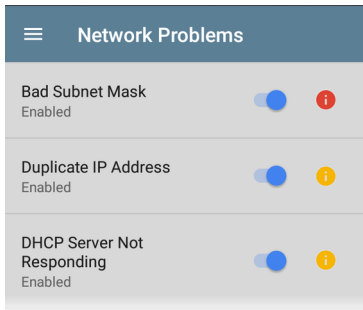 Network Problems
Bad Subnet Mask
Enabled
Duplicate IP Address
Enabled
DHCP Server Not
Responding
Enabled